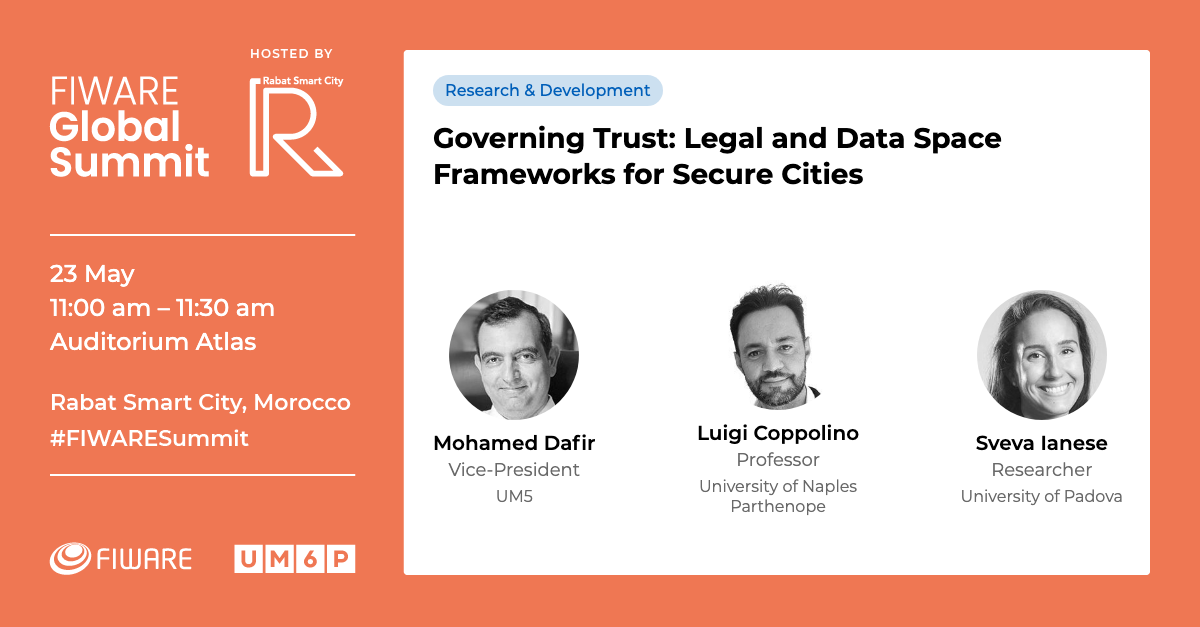 HOSTED BY
Rabat Smart City
R
FIWARE
Global
Summit
23 May
11:00 am – 11:30 am
Auditorium Atlas
Rabat Smart City, Morocco
#FIWARESummit
FIWARE
UM6P
Research & Development
Governing Trust: Legal and Data Space
Frameworks for Secure Cities
Mohamed Dafir
Vice-President
UM5
Luigi Coppolino
Professor
University of Naples
Parthenope
Sveva Ianese
Researcher
University of Padova